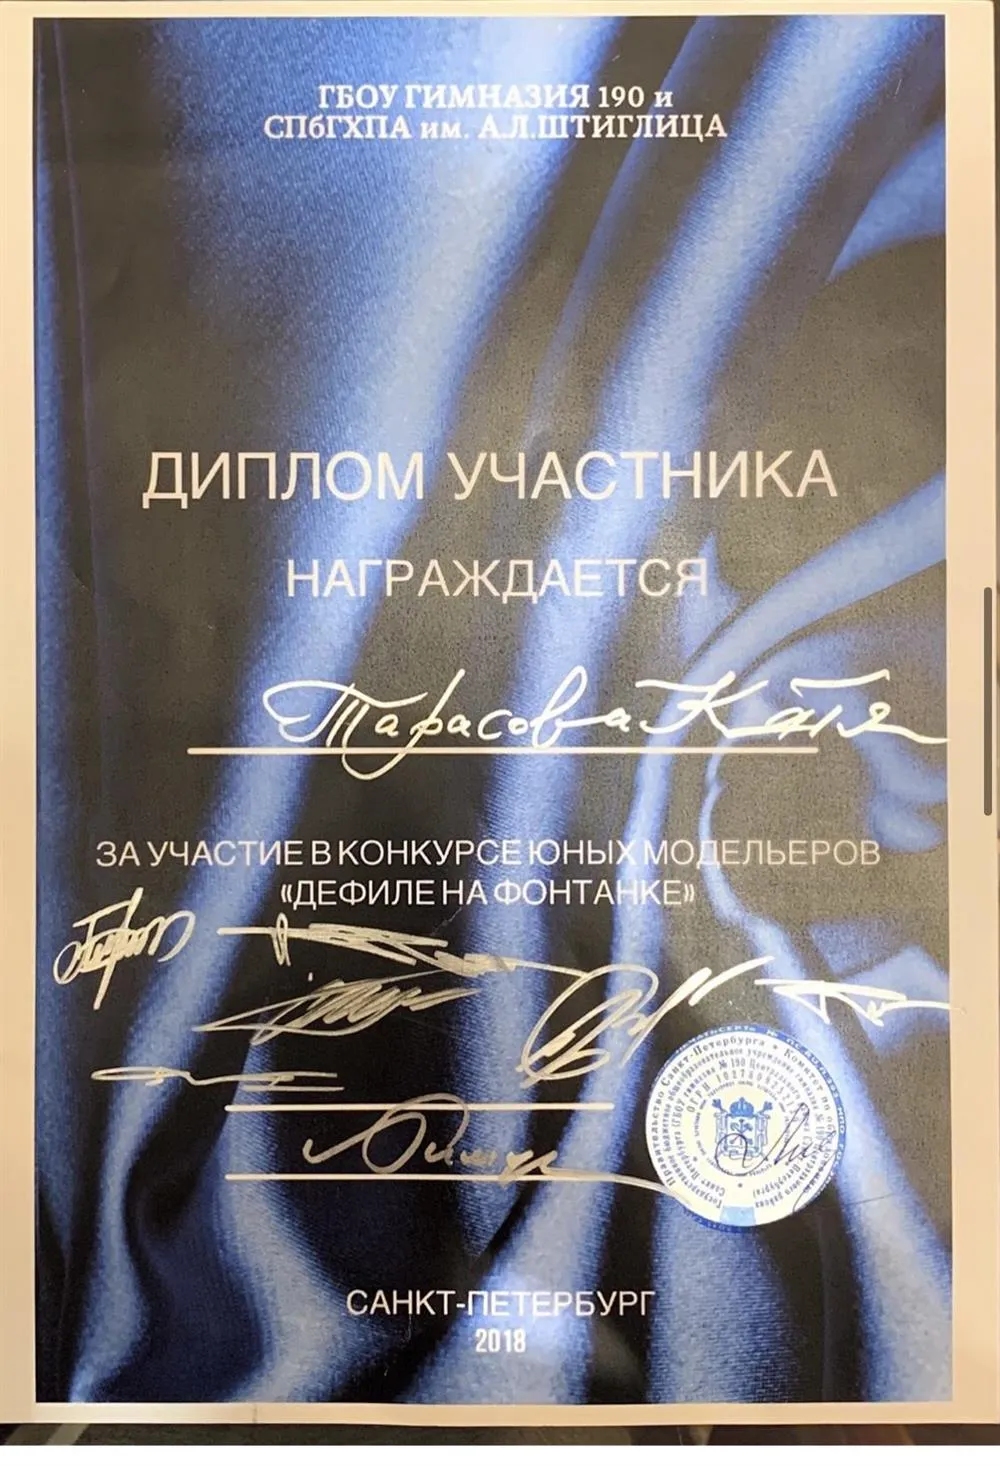 ГБОУ ГИМНАЗИЯ 190 и
СПбГХПА им. А.Л.ШТИГЛИЦА
ДИПЛОМ УЧАСТНИКА
НАГРАЖДАЕТСЯ
Тарасова Катя
ЗА УЧАСТИЕ В КОНКУРСЕ ЮНЫХ МОДЕЛЬЕРОВ
«ДЕФИЛЕ НА ФОНТАНКЕ»
САНКТ-ПЕТЕРБУРГ
2018